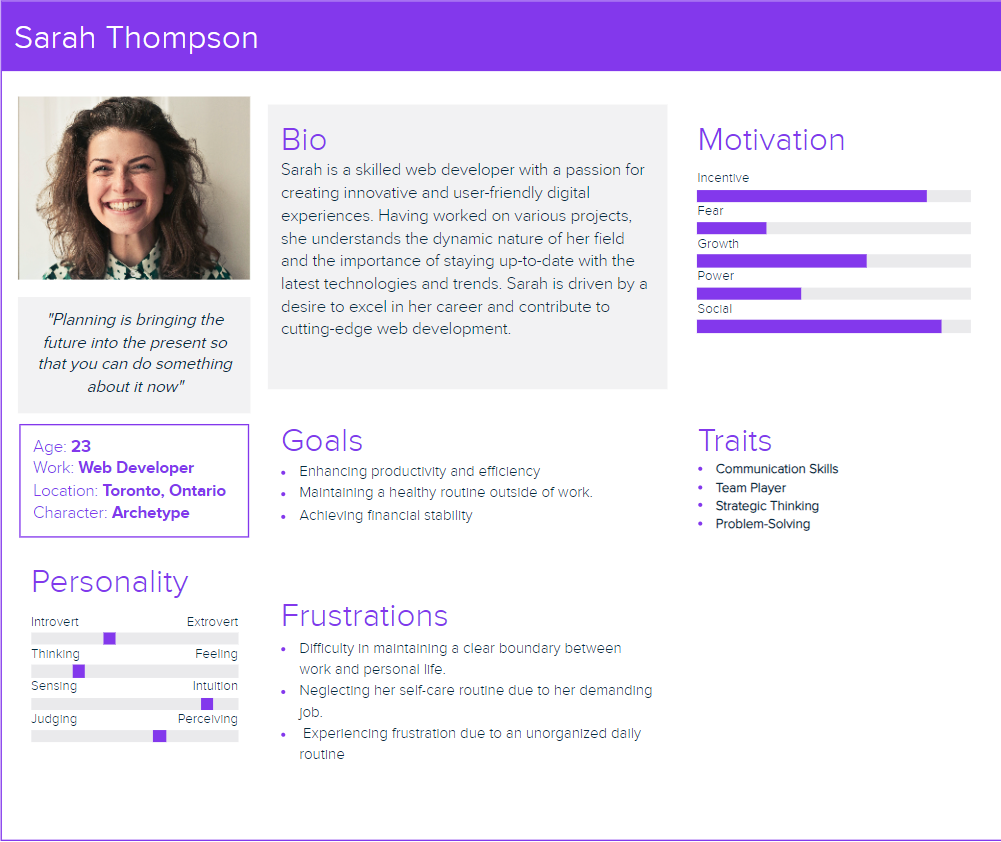 Sarah Thompson
"Planning is bringing the
future into the present so
that you can do something
about it now"
Age: 23
Work: Web Developer
Location: Toronto, Ontario
Character: Archetype
Personality
Introvert Extrovert
Thinking Feeling
Sensing Intuition
Judging Perceiving
Bio
Sarah is a skilled web developer with a passion for
creating innovative and user-friendly digital
experiences. Having worked on various projects,
she understands the dynamic nature of her field
and the importance of staying up-to-date with the
latest technologies and trends. Sarah is driven by a
desire to excel in her career and contribute to
cutting-edge web development.
Goals
• Enhancing productivity and efficiency
• Maintaining a healthy routine outside of work.
• Achieving financial stability
Frustrations
• Difficulty in maintaining a clear boundary between
work and personal life.
• Neglecting her self-care routine due to her demanding
job.
• Experiencing frustration due to an unorganized daily
routine
Motivation
Incentive
Fear
Growth
Power
Social
Traits
• Communication Skills
• Team Player
• Strategic Thinking
• Problem-Solving